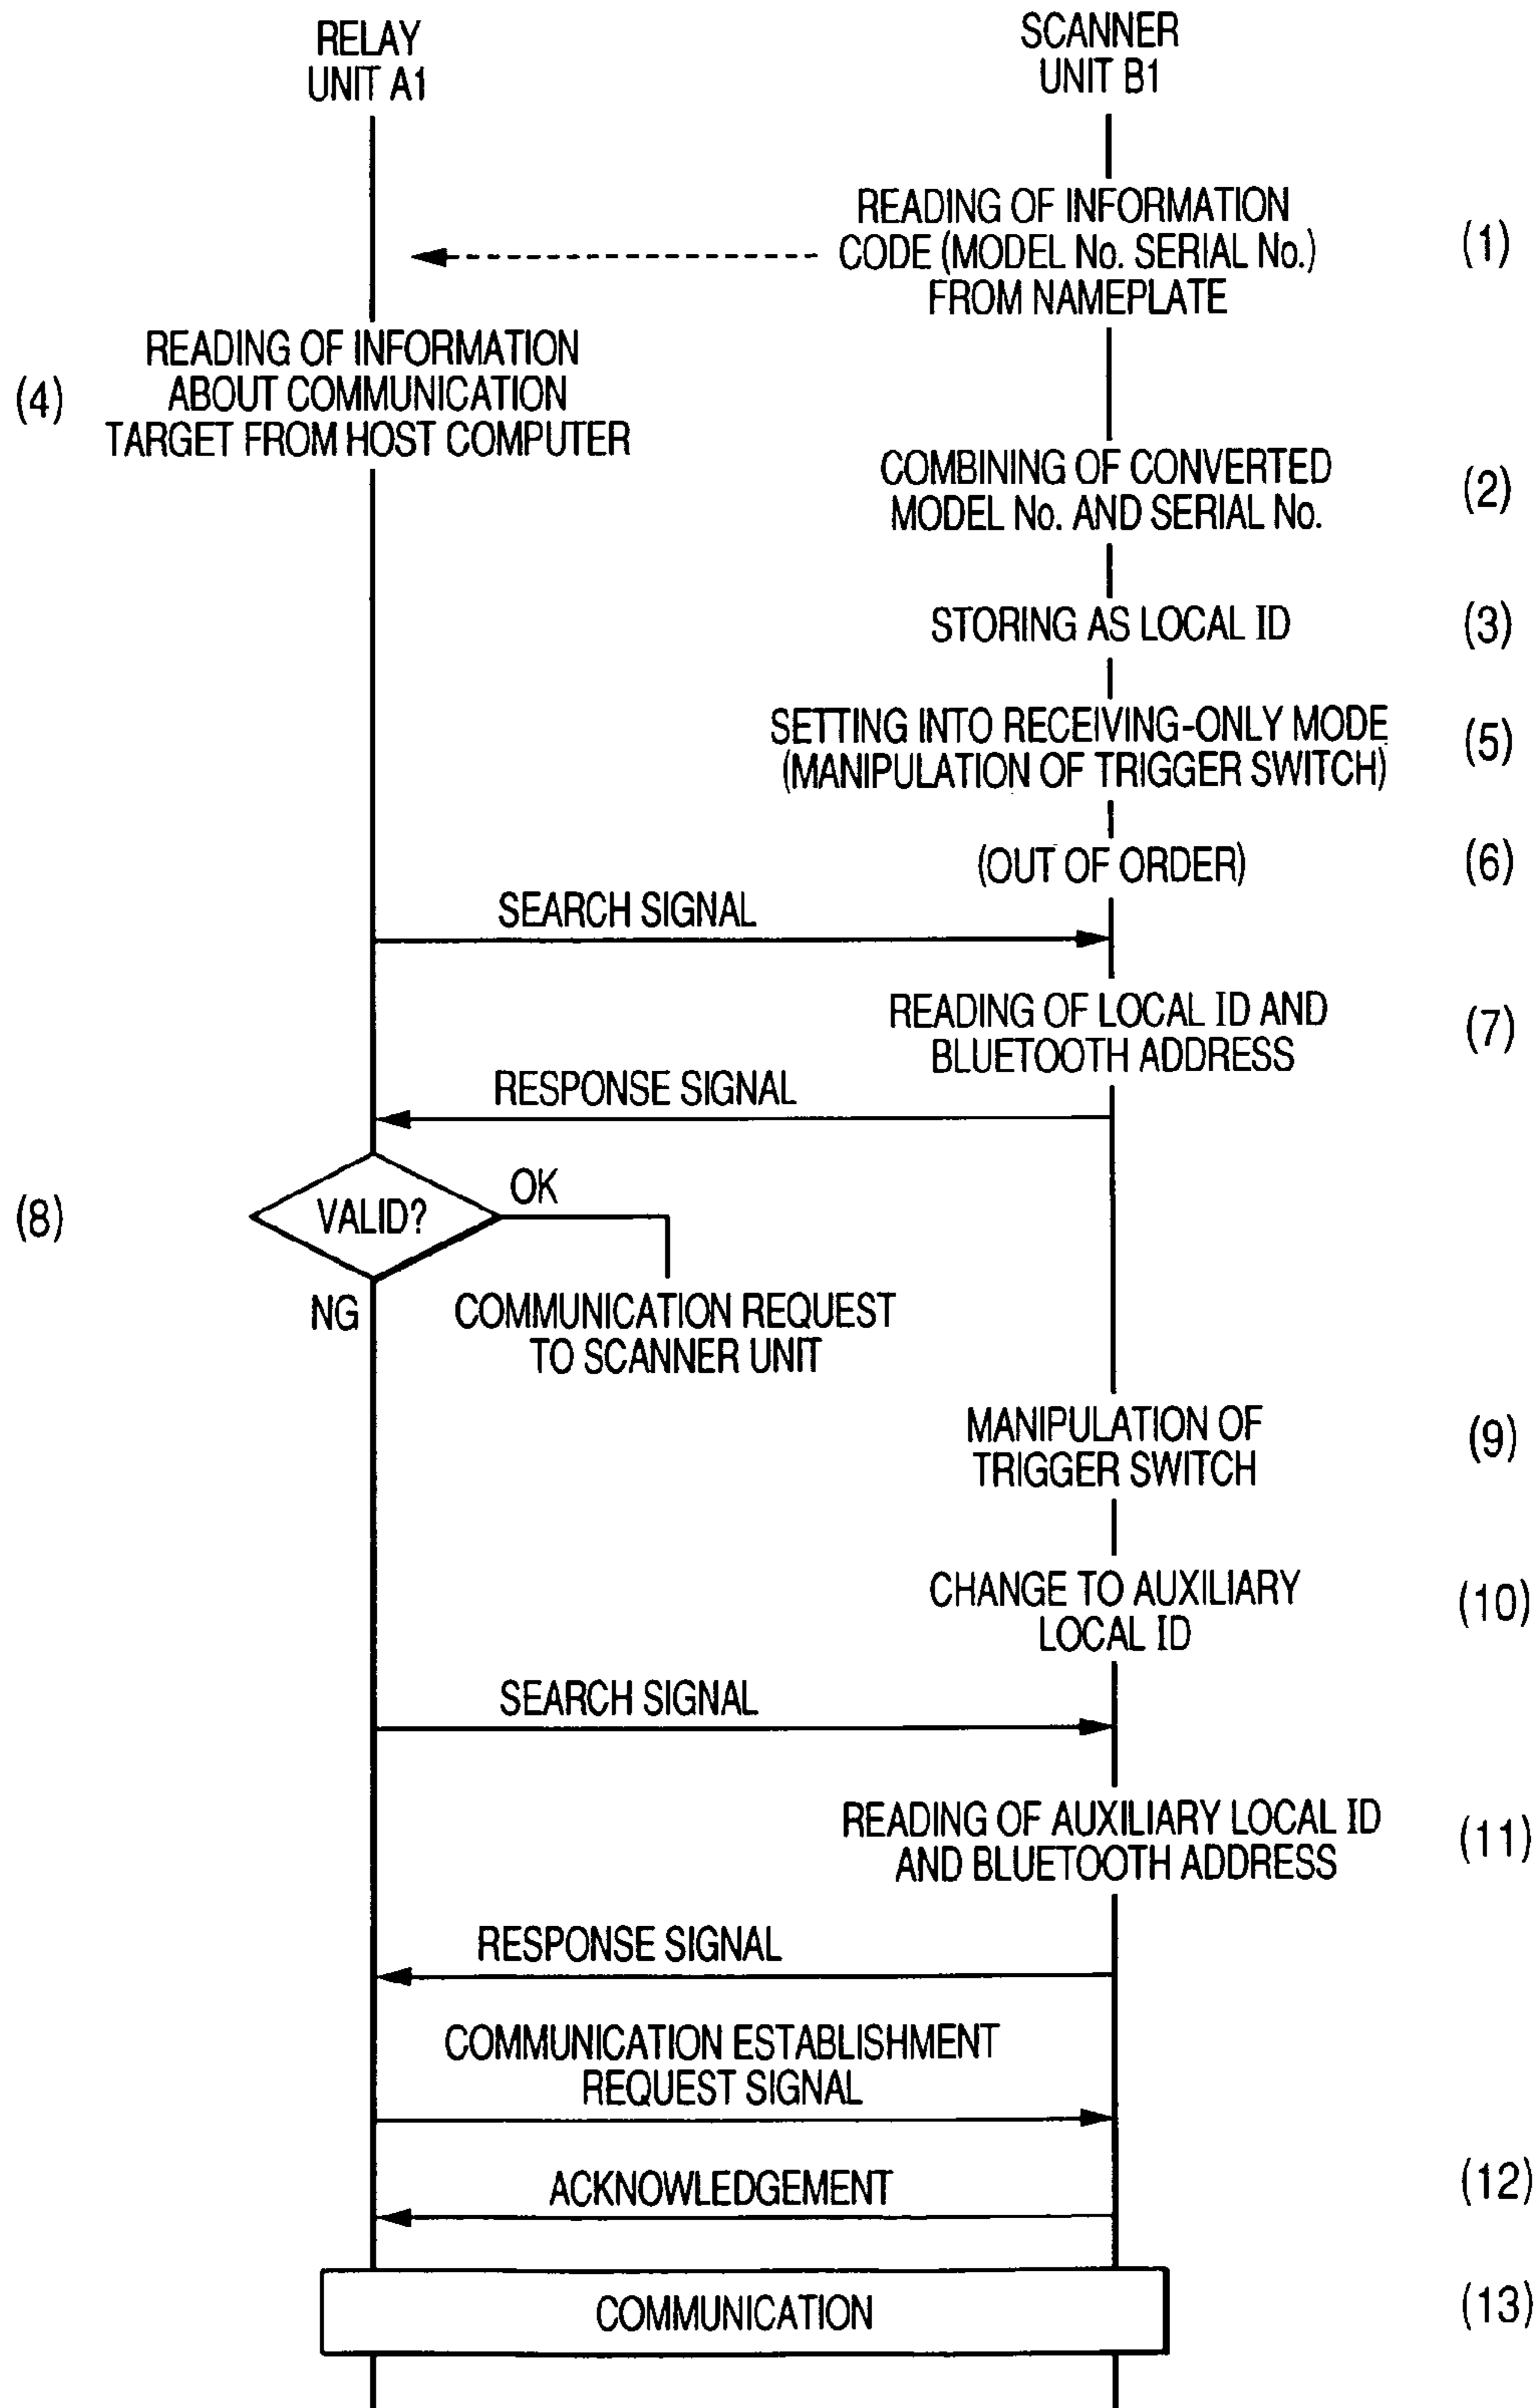 RELAY
UNIT A1
SCANNER
UNIT B1
READING OF INFORMATION
CODE (MODEL No. SERIAL No.)
FROM NAMEPLATE
(1)
READING OF INFORMATION
ABOUT COMMUNICATION
TARGET FROM HOST COMPUTER
(4)
COMBINING OF CONVERTED
MODEL No. AND SERIAL No.
(2)
STORING AS LOCAL ID
(3)
SETTING INTO RECEIVING-ONLY MODE
(MANIPULATION OF TRIGGER SWITCH)
(5)
(OUT OF ORDER)
(6)
SEARCH SIGNAL
READING OF LOCAL ID AND
BLUETOOTH ADDRESS
(7)
RESPONSE SIGNAL
(8)
VALID?
OK
NG
COMMUNICATION REQUEST
TO SCANNER UNIT
MANIPULATION OF
TRIGGER SWITCH
(9)
CHANGE TO AUXILIARY
LOCAL ID
(10)
SEARCH SIGNAL
READING OF AUXILIARY LOCAL ID
AND BLUETOOTH ADDRESS
(11)
RESPONSE SIGNAL
COMMUNICATION ESTABLISHMENT
REQUEST SIGNAL
ACKNOWLEDGEMENT
(12)
COMMUNICATION
(13)